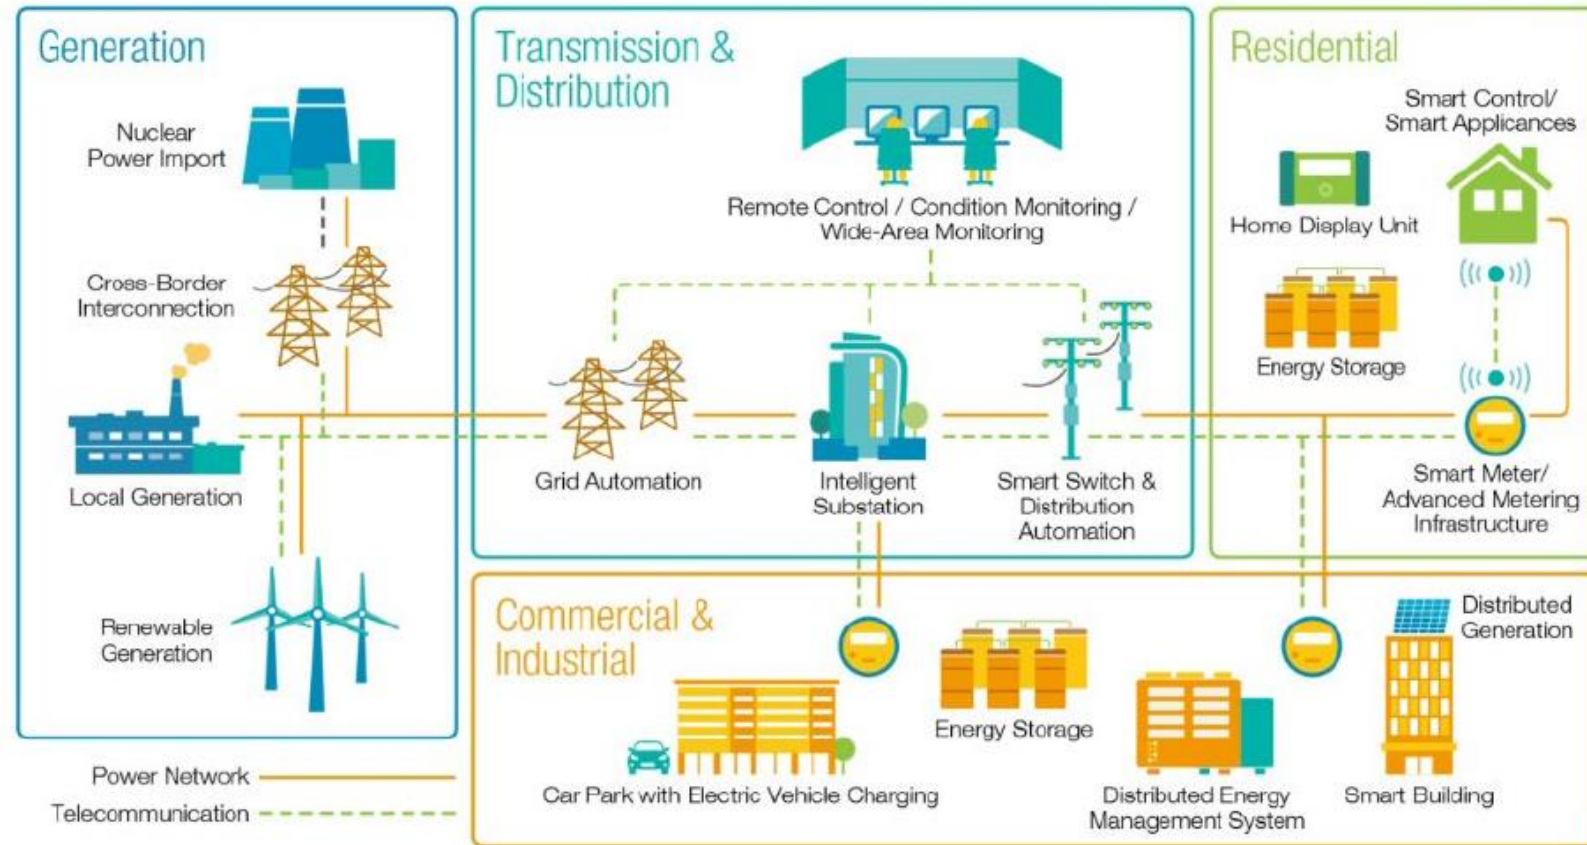 Generation
Nuclear
Power Import
Cross-Border
Interconnection
Local Generation
Renewable
Generation
Power Network
Telecommunication
Transmission &
Distribution
Remote Control / Condition Monitoring /
Wide-Area Monitoring
Grid Automation
Intelligent
Substation
Smart Switch &
Distribution
Automation
Residential
Smart Control/
Smart Applicances
Home Display Unit
Energy Storage
Smart Meter/
Advanced Metering
Infrastructure
Commercial &
Industrial
Car Park with Electric Vehicle Charging
Energy Storage
Distributed Energy
Management System
Distributed
Generation
Smart Building